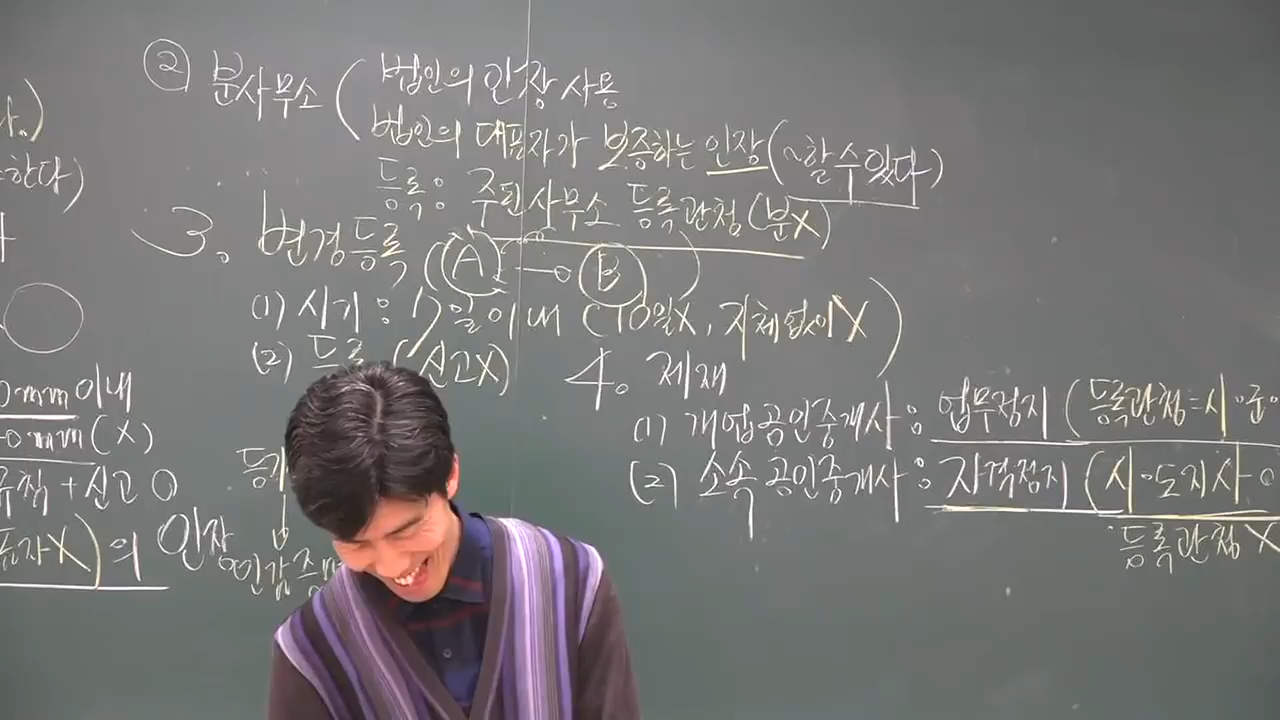 ② 분사무소 ( 법인의 인장 사용
법인의 대표자가 보증하는 인장 (~할 수 있다)
등록: 주된사무소 등록관청 (분X)
3. 변경등록 ((A) → (B))
(1) 시기 : 7일 이내 (10일X, 지체없이X)
(2) 등록 (신고X)
4. 제재
(1) 개업공인중개사 : 업무정지 (등록관청=시·군
(2) 소속공인중개사 : 자격정지 (시·도지사 O
등록관청 X
한다)
mm 이내
mm (X)
+신고 O
자X)의 인장
인감증명